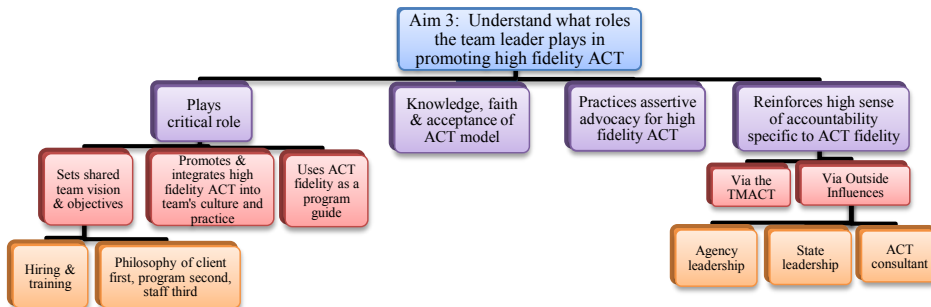 Aim 3:  Understand what roles
the team leader plays in
promoting high fidelity ACT
Plays
critical role
Knowledge, faith
& acceptance of
ACT model
Practices assertive
advocacy for high
fidelity ACT
Reinforces high sense
of accountability
specific to ACT fidelity
Sets shared
team vision
& objectives
Promotes &
integrates high
fidelity ACT into
team's culture and
practice
Uses ACT
fidelity as a
program
guide
Via the
TMACT
Via Outside
Influences
Hiring &
training
Philosophy of client
first, program second,
staff third
Agency
leadership
State
leadership
ACT
consultant